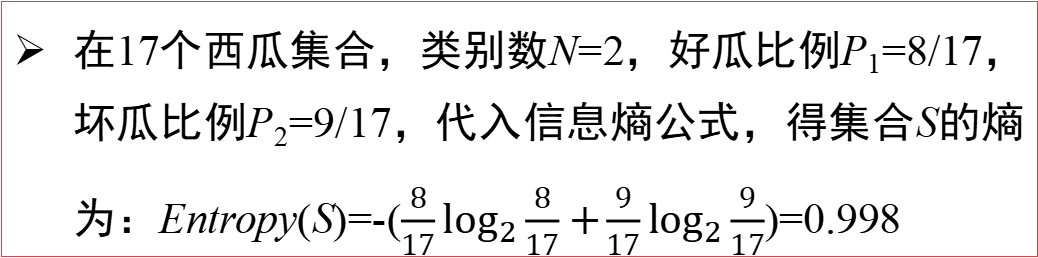 ➢ 在17个西瓜集合，类别数N=2，好瓜比例P₁=8/17，
坏瓜比例P₂=9/17，代入信息熵公式，得集合S的熵
为：Entropy(S)=-(8/17 log₂ 8/17 + 9/17 log₂ 9/17)=0.998